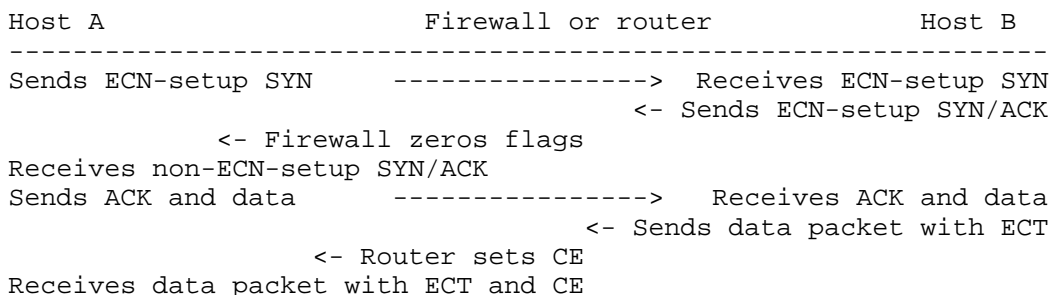 Host A                    Firewall or router             Host B
-----------------------------------------------------------------
Sends ECN-setup SYN     ---------------->  Receives ECN-setup SYN
                                       <- Sends ECN-setup SYN/ACK
             <- Firewall zeros flags
Receives non-ECN-setup SYN/ACK
Sends ACK and data      ---------------->   Receives ACK and data
                                    <- Sends data packet with ECT
                   <- Router sets CE
Receives data packet with ECT and CE